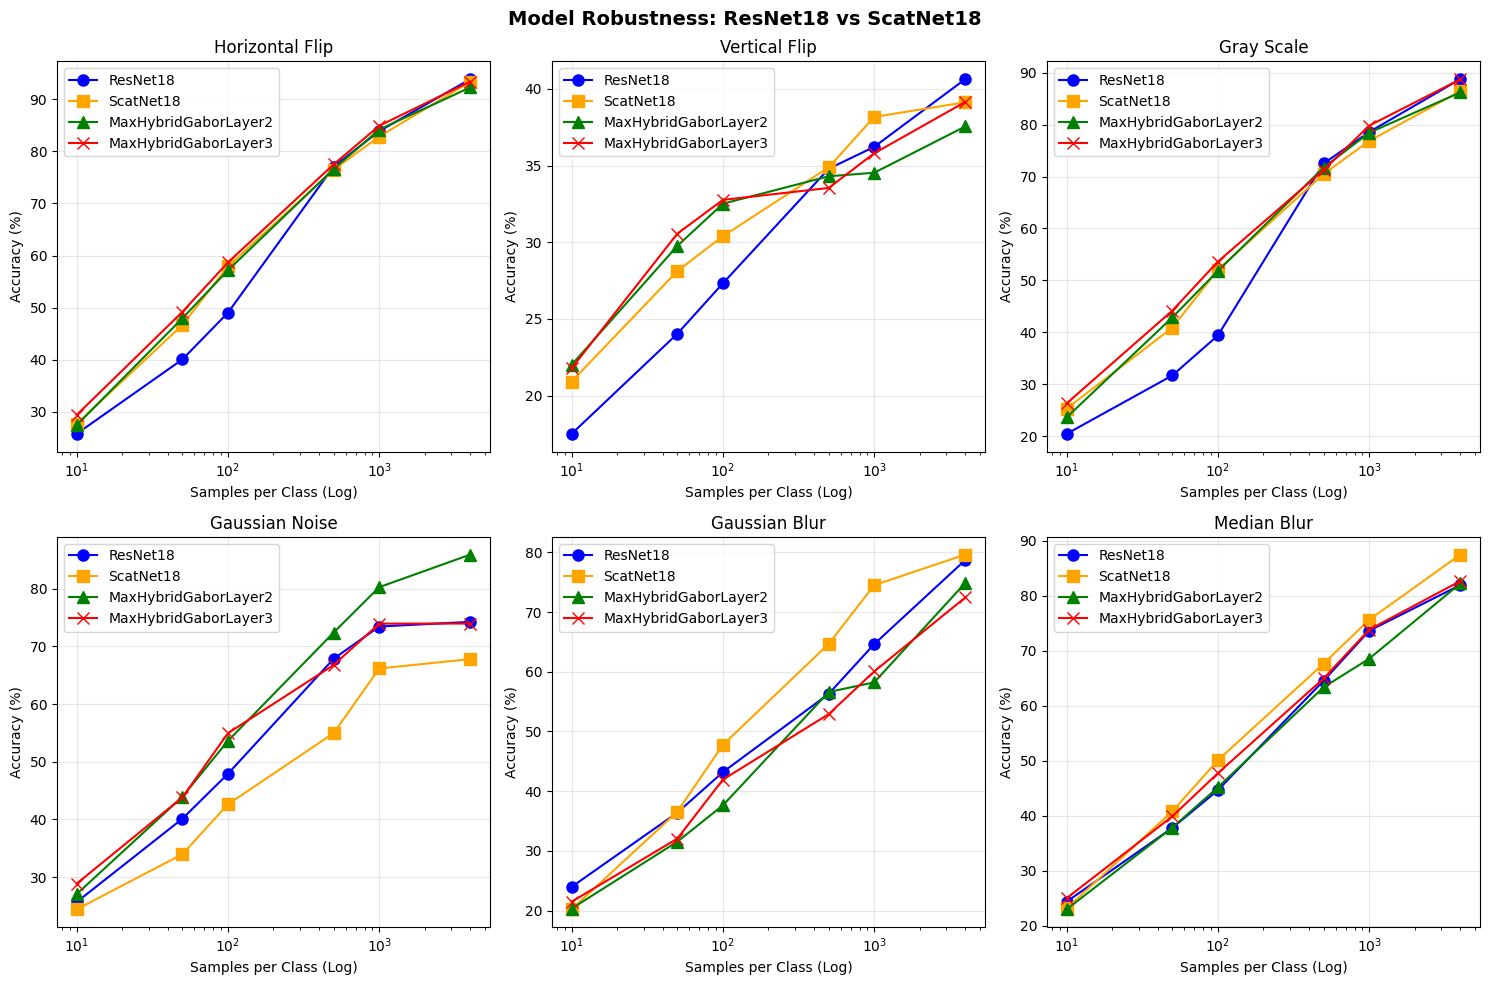 Model Robustness: ResNet18 vs ScatNet18
Horizontal Flip
ResNet18
ScatNet18
MaxHybridGaborLayer2
MaxHybridGaborLayer3
Accuracy (%)
90
80
70
60
50
40
30
10¹
10²
10³
Samples per Class (Log)
Vertical Flip
ResNet18
ScatNet18
MaxHybridGaborLayer2
MaxHybridGaborLayer3
Accuracy (%)
40
35
30
25
20
10¹
10²
10³
Samples per Class (Log)
Gray Scale
ResNet18
ScatNet18
MaxHybridGaborLayer2
MaxHybridGaborLayer3
Accuracy (%)
90
80
70
60
50
40
30
20
10¹
10²
10³
Samples per Class (Log)
Gaussian Noise
ResNet18
ScatNet18
MaxHybridGaborLayer2
MaxHybridGaborLayer3
Accuracy (%)
80
70
60
50
40
30
10¹
10²
10³
Samples per Class (Log)
Gaussian Blur
ResNet18
ScatNet18
MaxHybridGaborLayer2
MaxHybridGaborLayer3
Accuracy (%)
80
70
60
50
40
30
20
10¹
10²
10³
Samples per Class (Log)
Median Blur
ResNet18
ScatNet18
MaxHybridGaborLayer2
MaxHybridGaborLayer3
Accuracy (%)
90
80
70
60
50
40
30
20
10¹
10²
10³
Samples per Class (Log)